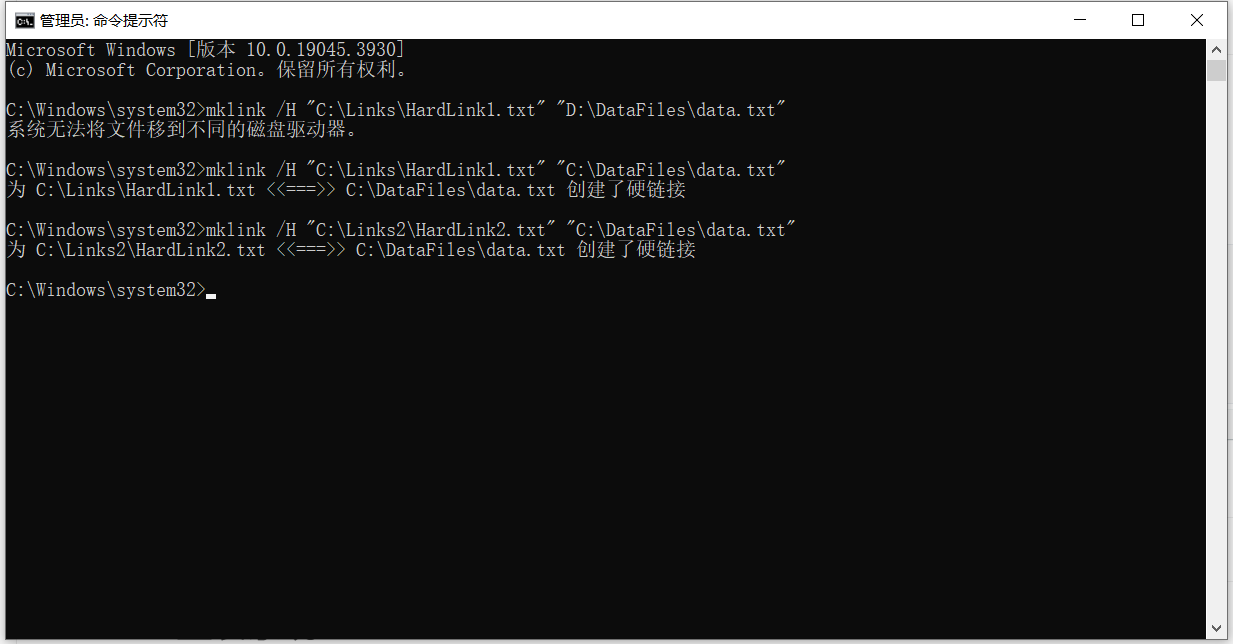 管理员: 命令提示符
Microsoft Windows [版本 10.0.19045.3930]
(c) Microsoft Corporation。保留所有权利。
C:\Windows\system32>mklink /H "C:\Links\HardLink1.txt" "D:\DataFiles\data.txt"
系统无法将文件移到不同的磁盘驱动器。
C:\Windows\system32>mklink /H "C:\Links\HardLink1.txt" "C:\DataFiles\data.txt"
为 C:\Links\HardLink1.txt <<===>> C:\DataFiles\data.txt 创建了硬链接
C:\Windows\system32>mklink /H "C:\Links2\HardLink2.txt" "C:\DataFiles\data.txt"
为 C:\Links2\HardLink2.txt <<===>> C:\DataFiles\data.txt 创建了硬链接
C:\Windows\system32>